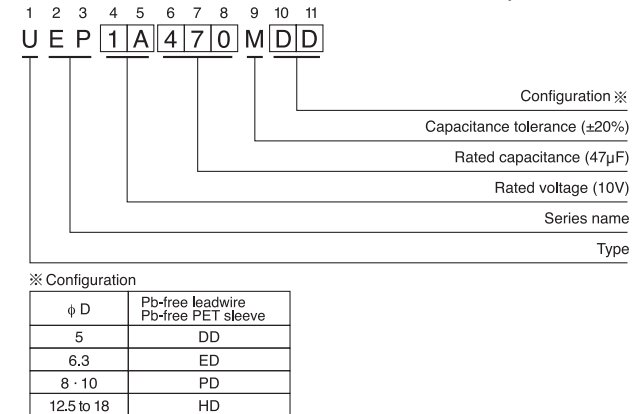 1 2 3 4 5 6 7 8 9 10 11
U E P 1 A 4 7 0 M D D
Configuration ※
Capacitance tolerance (±20%)
Rated capacitance (47µF)
Rated voltage (10V)
Series name
Type
※ Configuration
ϕ D Pb-free leadwire
Pb-free PET sleeve
5 DD
6.3 ED
8 · 10 PD
12.5 to 18 HD